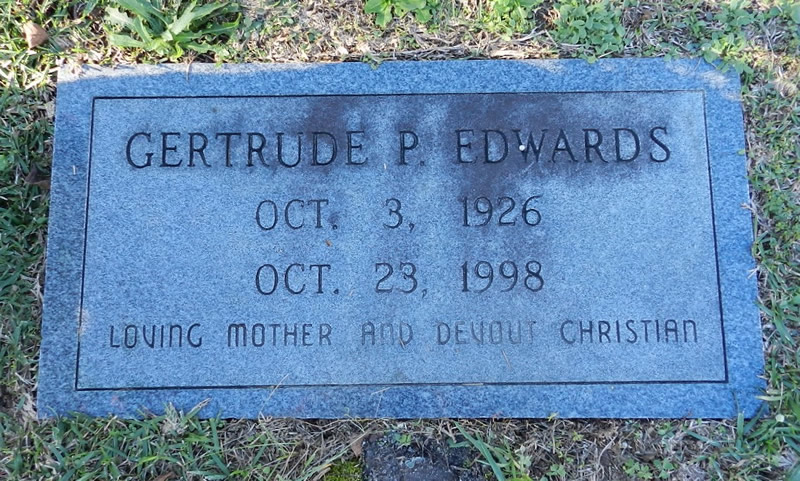 GERTRUDE P. EDWARDS
OCT. 3, 1926
OCT. 23, 1998
LOVING MOTHER AND DEVOUT CHRISTIAN